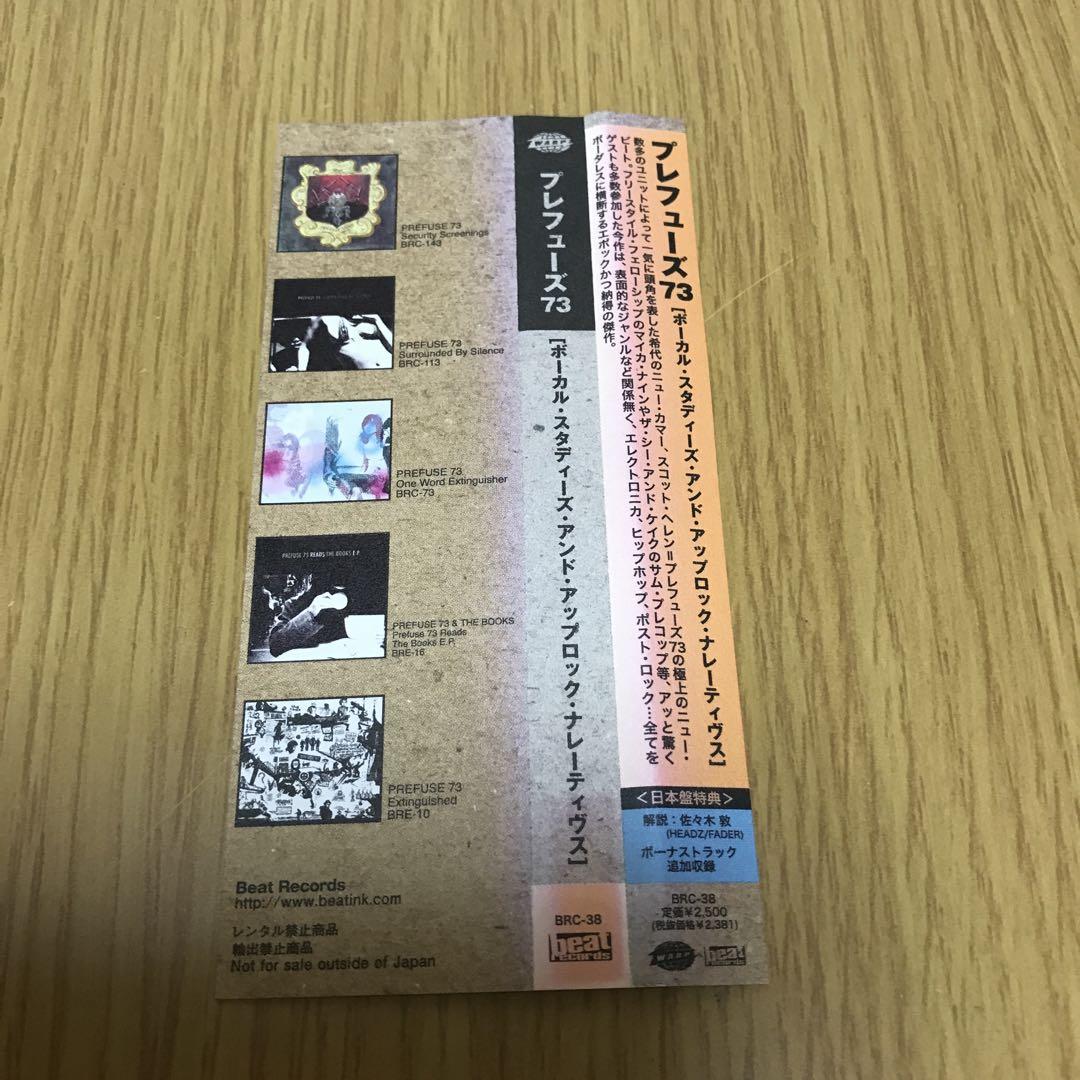 プレフューズ73 [ボーカル・スタディーズ・アンド・アップロック・ナレーティヴス]
数多のユニットによって一気に頭角を表した希代のニュー・カマー、スコット・ヘレン=プレフューズ73の極上のニュー・
ビート。フリースタイル・フェローシップのマイカ・ナインやザ・シー・アンド・ケイクのサム・プレコップ等、アッと驚く
ゲストも多数参加した今作は、表面的なジャンルなど関係無く、エレクトロニカ、ヒップホップ、ポスト・ロック…全てを
ボーダレスに横断するエポックかつ納得の傑作。
<日本盤特典>
解説：佐々木 敦
(HEADZ/FADER)
ボーナストラック
追加収録
BRC-38
定価¥2,500
(税抜価格¥2,381)
WARP
beat
records
WARP
プレフューズ73
[ボーカル・スタディーズ・アンド・アップロック・ナレーティヴス]
BRC-38
beat
records
PREFUSE 73
Security Screenings
BRC-143
PREFUSE 73
Surrounded By Silence
BRC-113
PREFUSE 73
One Word Extinguisher
BRC-73
PREFUSE 73 READS THE BOOKS E.P.
PREFUSE 73 & THE BOOKS
Prefuse 73 Reads
The Books E.P.
BRE-16
PREFUSE 73
Extinguished
BRE-10
Beat Records
http://www.beatink.com
レンタル禁止商品
輸出禁止商品
Not for sale outside of Japan